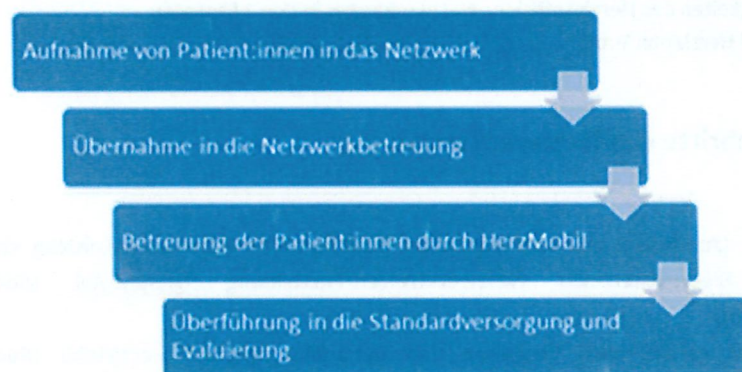 Aufnahme von Patient:innen in das Netzwerk
Übernahme in die Netzwerkbetreuung
Betreuung der Patient:innen durch HerzMobil
Überführung in die Standardversorgung und
Evaluierung